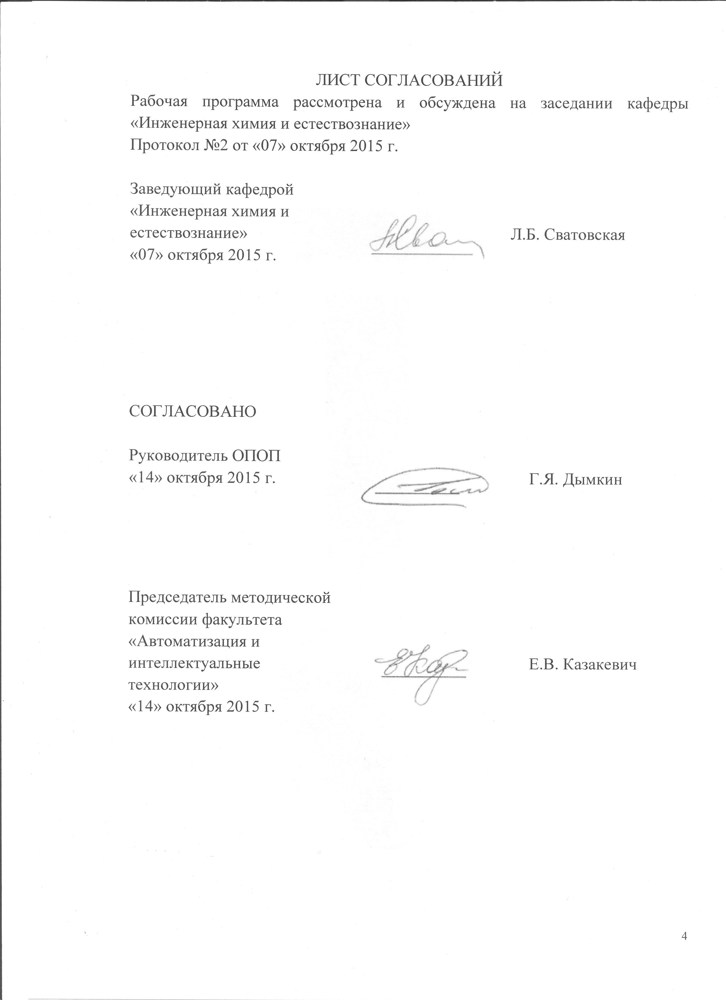 ЛИСТ СОГЛАСОВАНИЙ
Рабочая программа рассмотрена и обсуждена на заседании кафедры
«Инженерная химия и естествознание»
Протокол №2 от «07» октября 2015 г.
Заведующий кафедрой
«Инженерная химия и
естествознание» Л.Б. Сватовская
«07» октября 2015 г.
СОГЛАСОВАНО
Руководитель ОПОП
«14» октября 2015 г. Г.Я. Дымкин
Председатель методической
комиссии факультета
«Автоматизация и
интеллектуальные Е.В. Казакевич
технологии»
«14» октября 2015 г.
4